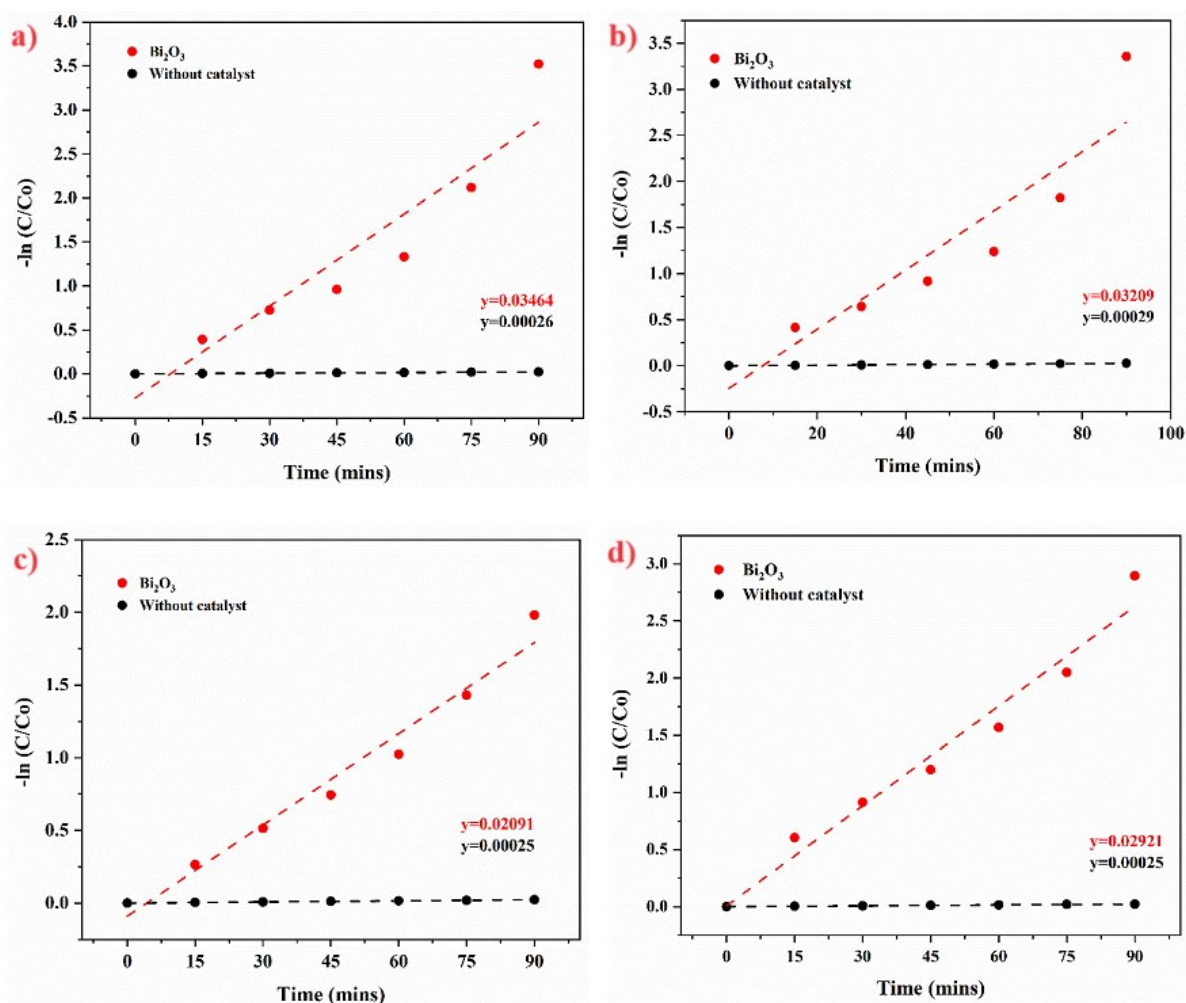 a)
Bi₂O₃
Without catalyst
4.0
3.5
3.0
2.5
2.0
1.5
1.0
0.5
0.0
-0.5
-ln (C/Co)
y=0.03464
y=0.00026
0 15 30 45 60 75 90
Time (mins)
b)
Bi₂O₃
Without catalyst
3.5
3.0
2.5
2.0
1.5
1.0
0.5
0.0
-0.5
-ln (C/Co)
y=0.03209
y=0.00029
0 20 40 60 80 100
Time (mins)
c)
Bi₂O₃
Without catalyst
2.5
2.0
1.5
1.0
0.5
0.0
-ln (C/Co)
y=0.02091
y=0.00025
0 15 30 45 60 75 90
Time (mins)
d)
Bi₂O₃
Without catalyst
3.0
2.5
2.0
1.5
1.0
0.5
0.0
-ln (C/Co)
y=0.02921
y=0.00025
0 15 30 45 60 75 90
Time (mins)